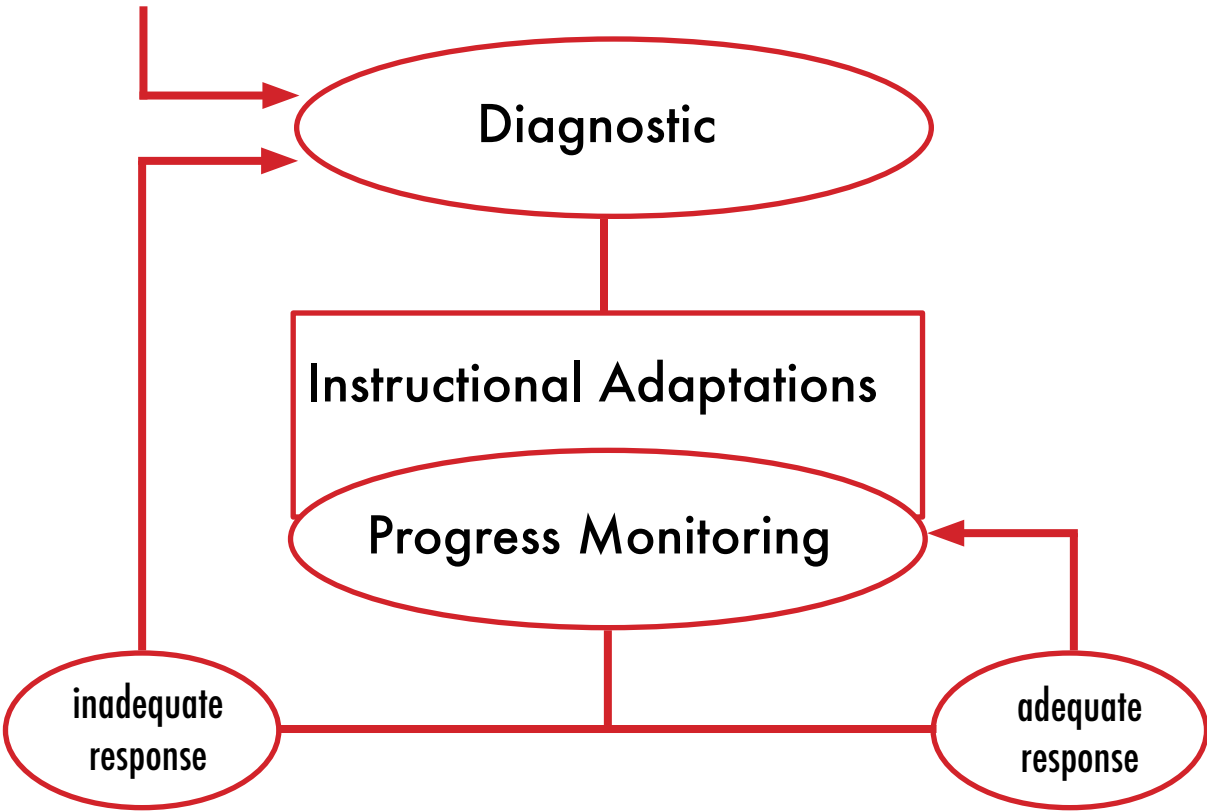 Diagnostic
Instructional Adaptations
Progress Monitoring
inadequate
response
adequate
response